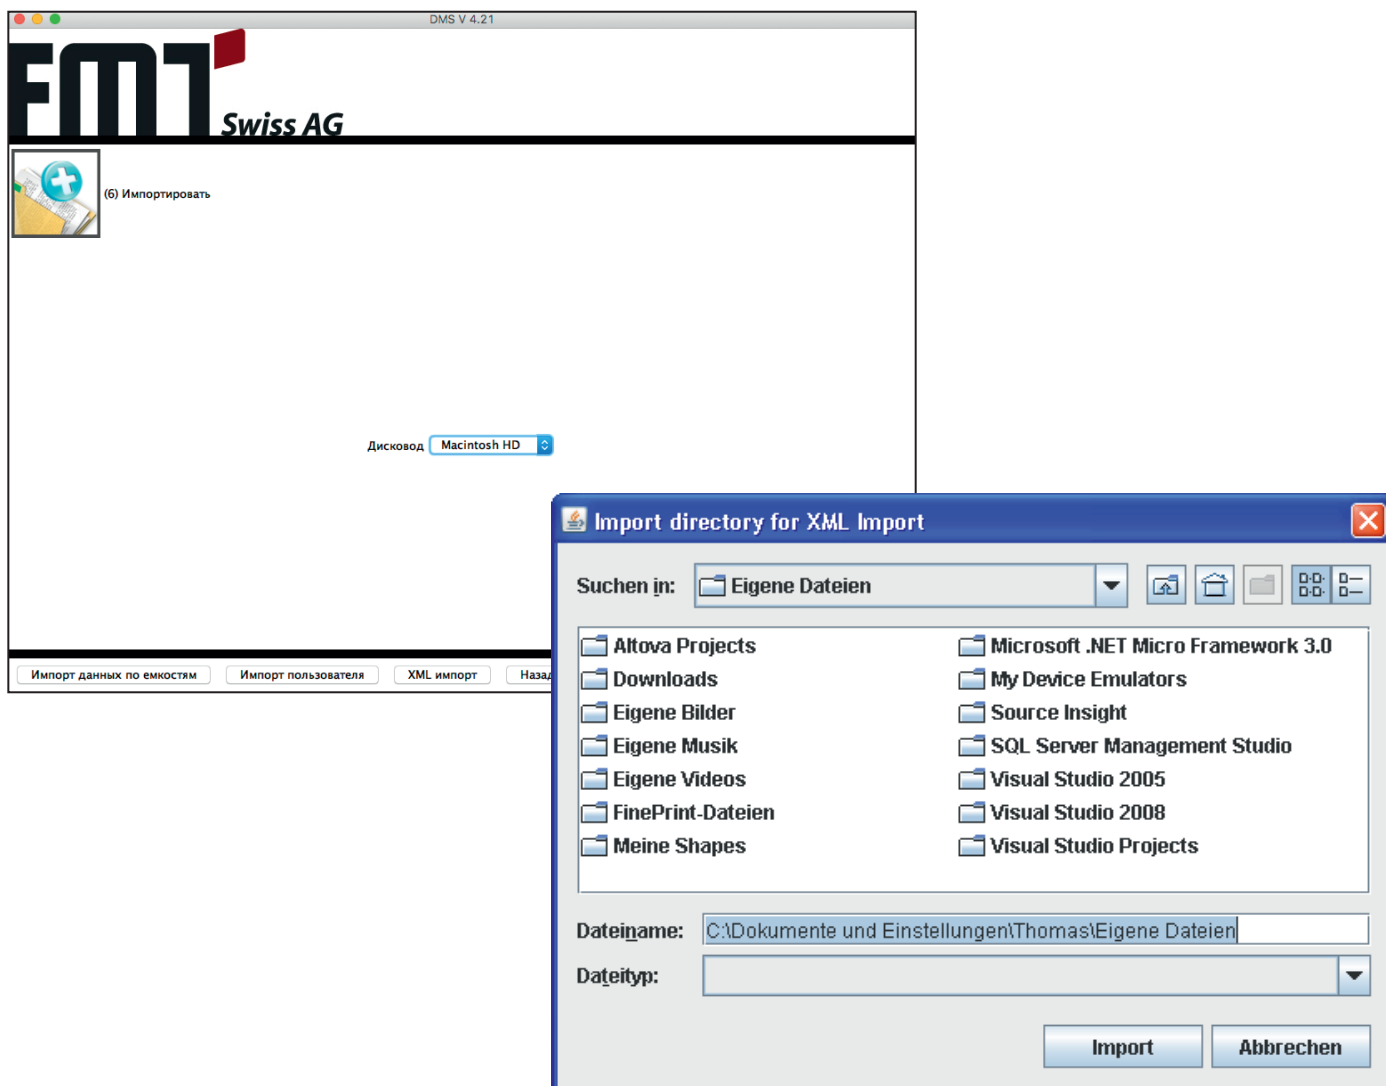 DMS V 4.21
FMT
Swiss AG
(6) Импортировать
Дисковод Macintosh HD
Импорт данных по емкостям Импорт пользователя XML импорт Назад
Import directory for XML Import
Suchen in: Eigene Dateien
Altova Projects Microsoft .NET Micro Framework 3.0
Downloads My Device Emulators
Eigene Bilder Source Insight
Eigene Musik SQL Server Management Studio
Eigene Videos Visual Studio 2005
FinePrint-Dateien Visual Studio 2008
Meine Shapes Visual Studio Projects
Dateiname: C:\Dokumente und Einstellungen\Thomas\Eigene Dateien
Dateityp:
Import Abbrechen